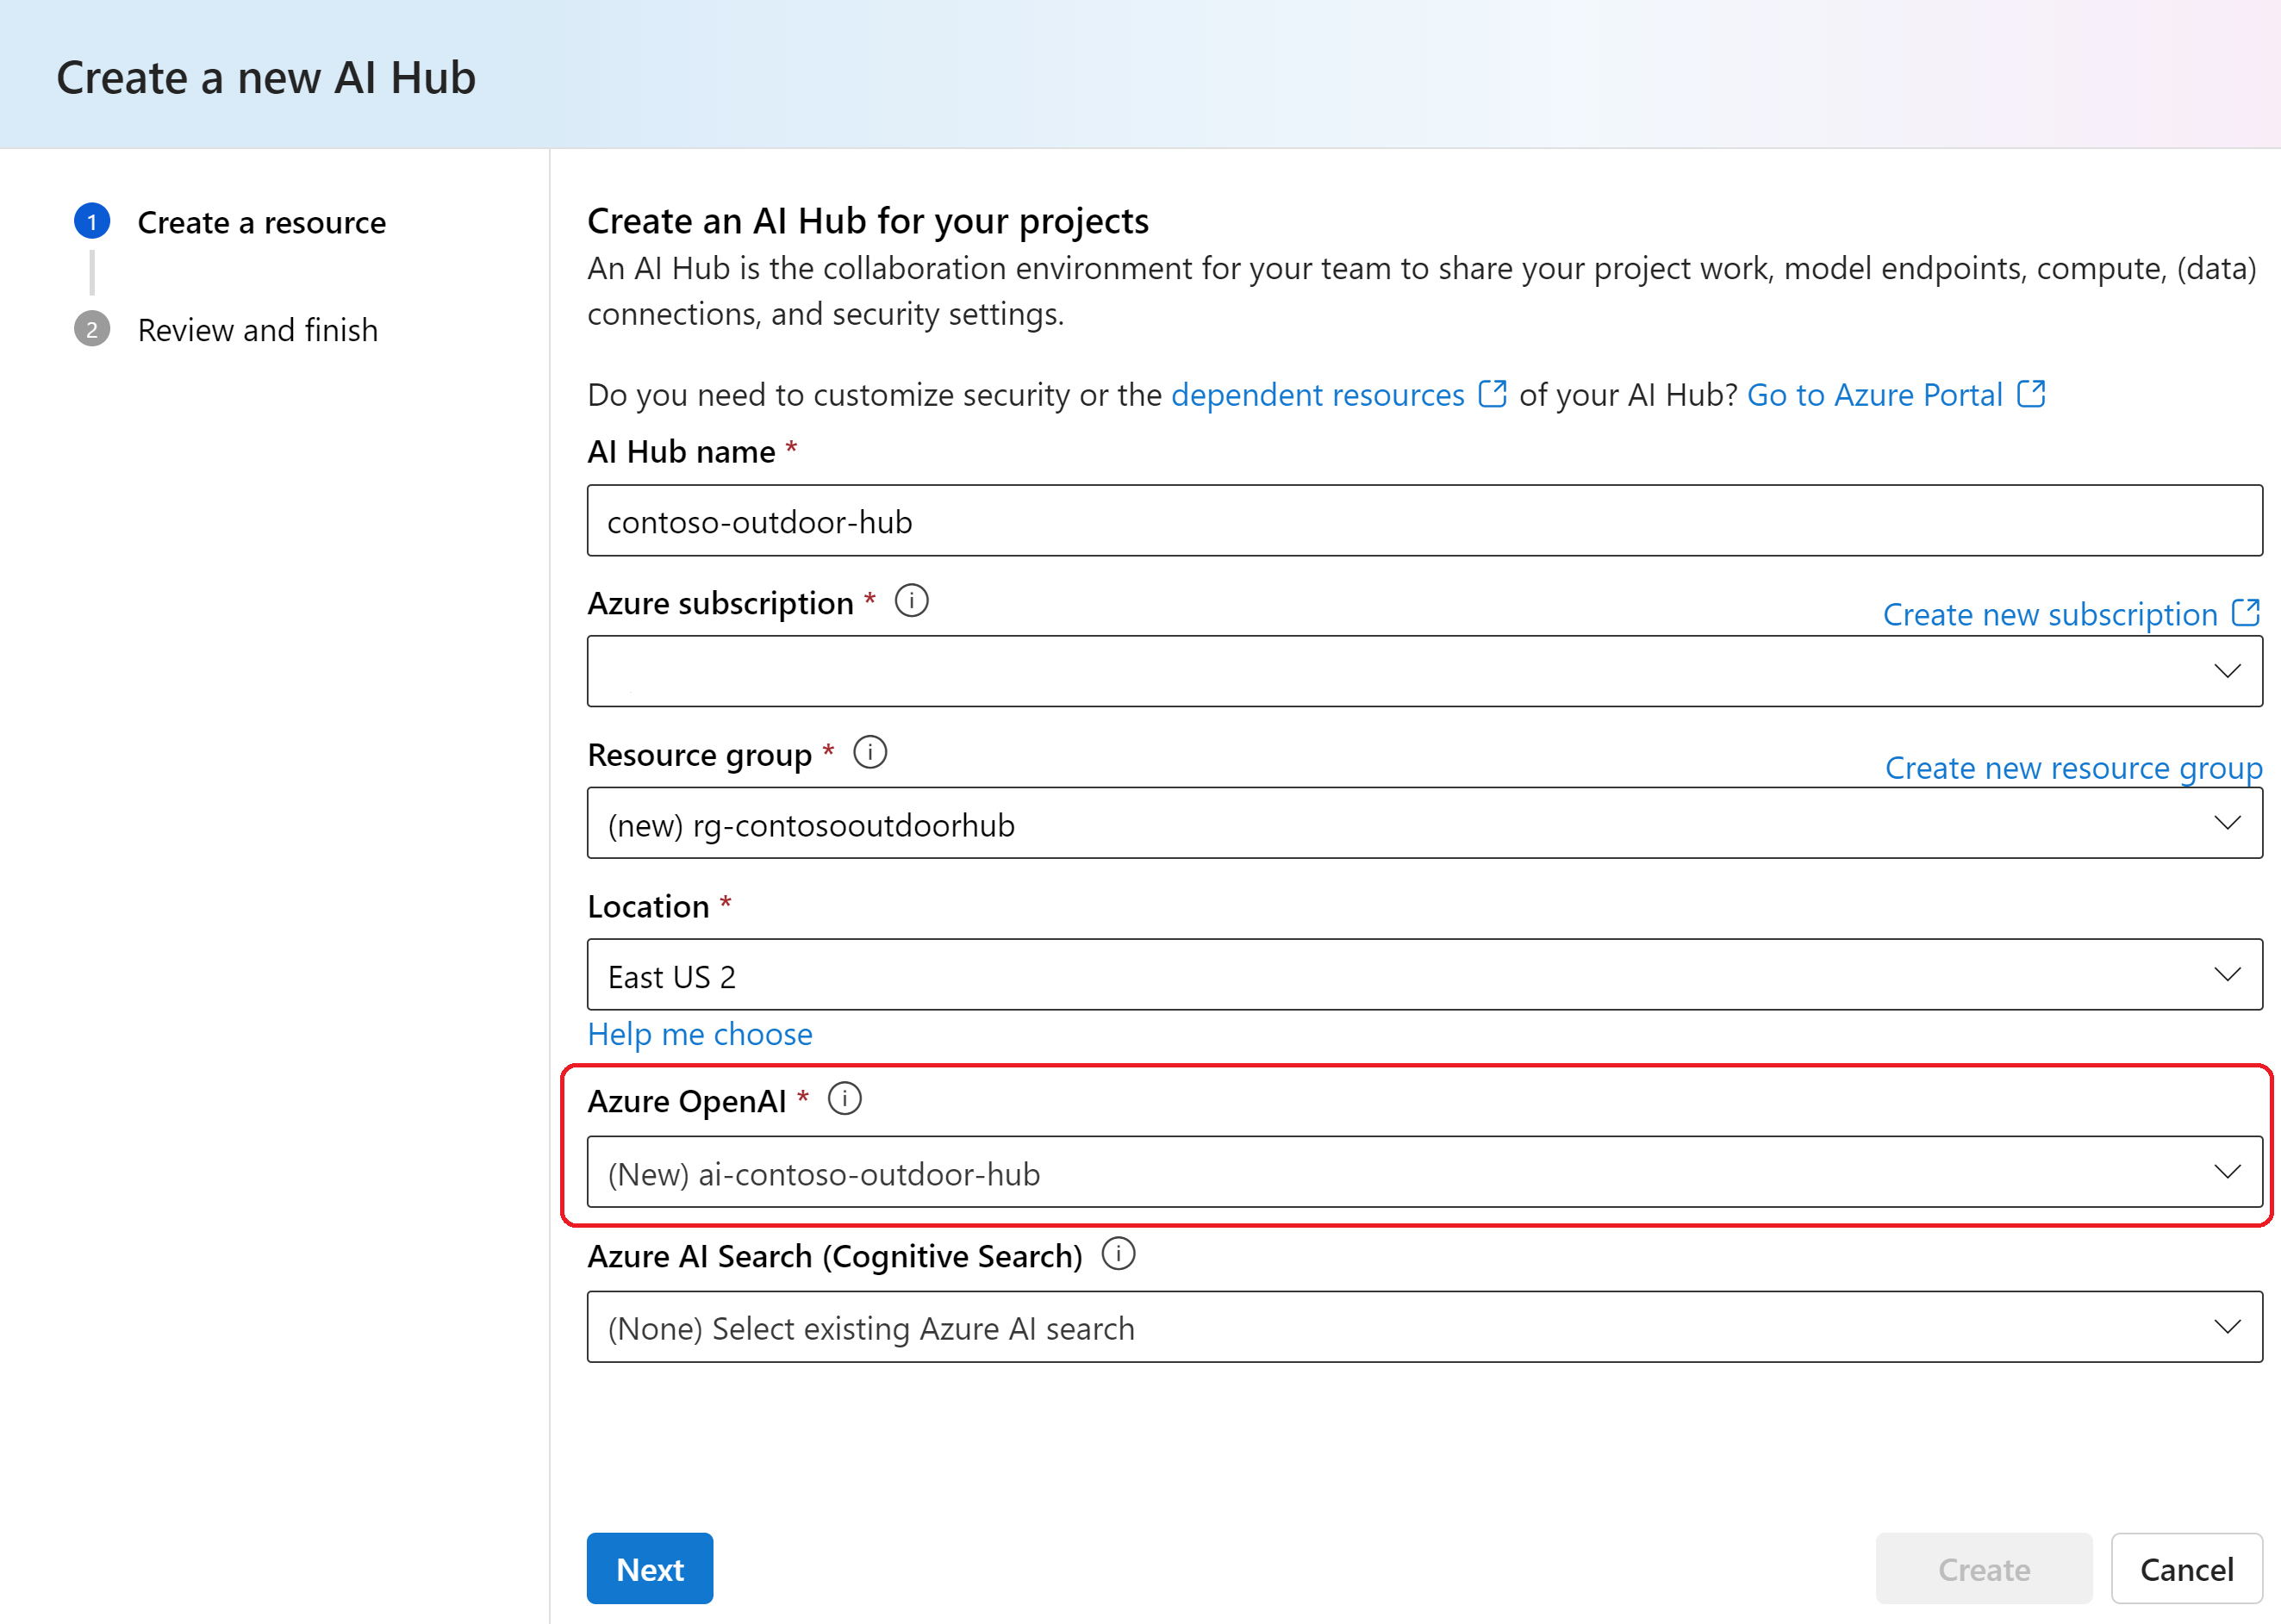 Create a new AI Hub
1 Create a resource
2 Review and finish
Create an AI Hub for your projects
An AI Hub is the collaboration environment for your team to share your project work, model endpoints, compute, (data)
connections, and security settings.
Do you need to customize security or the dependent resources of your AI Hub? Go to Azure Portal
AI Hub name *
contoso-outdoor-hub
Azure subscription *
Create new subscription
Resource group *
Create new resource group
(new) rg-contosooutdoorhub
Location *
East US 2
Help me choose
Azure OpenAI *
(New) ai-contoso-outdoor-hub
Azure AI Search (Cognitive Search)
(None) Select existing Azure AI search
Next
Create
Cancel